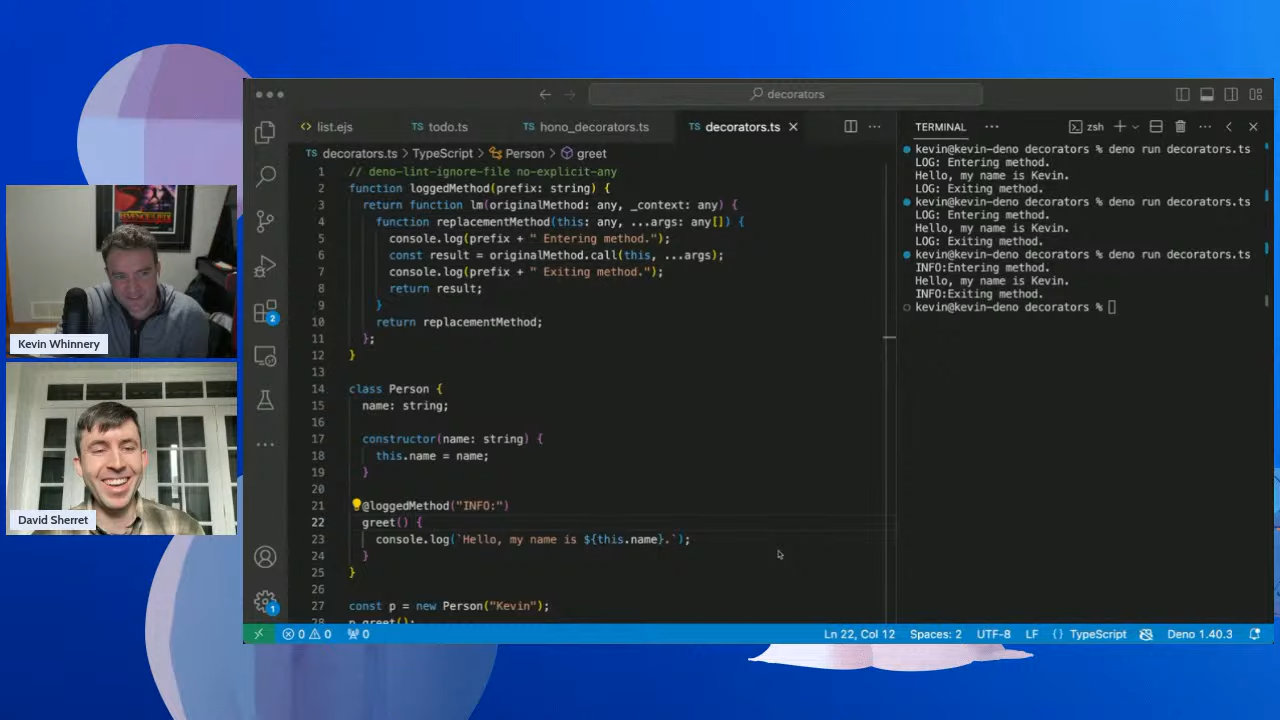 decorators
list.ejs
todo.ts
hono_decorators.ts
decorators.ts
decorators.ts > TypeScript > Person > greet
1 // deno-lint-ignore-file no-explicit-any
2 function loggedMethod(prefix: string) {
3 return function lm(originalMethod: any, _context: any) {
4 function replacementMethod(this: any, ...args: any[]) {
5 console.log(prefix + " Entering method.");
6 const result = originalMethod.call(this, ...args);
7 console.log(prefix + " Exiting method.");
8 return result;
9 }
10 return replacementMethod;
11 };
12 }
13
14 class Person {
15 name: string;
16
17 constructor(name: string) {
18 this.name = name;
19 }
20
21 @loggedMethod("INFO:")
22 greet() {
23 console.log(`Hello, my name is ${this.name}.`);
24 }
25 }
26
27 const p = new Person("Kevin");
28 p.greet();
TERMINAL
zsh
kevin@kevin-deno decorators % deno run decorators.ts
LOG: Entering method.
Hello, my name is Kevin.
LOG: Exiting method.
kevin@kevin-deno decorators % deno run decorators.ts
LOG: Entering method.
Hello, my name is Kevin.
LOG: Exiting method.
kevin@kevin-deno decorators % deno run decorators.ts
INFO:Entering method.
Hello, my name is Kevin.
INFO:Exiting method.
kevin@kevin-deno decorators %
2
1
0 0 0
Ln 22, Col 12
Spaces: 2
UTF-8
LF
{ } TypeScript
Deno 1.40.3
Kevin Whinnery
David Sherret